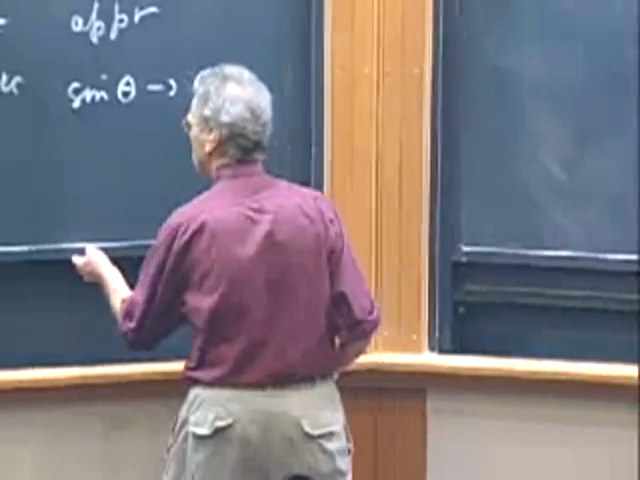 appr
sin θ →